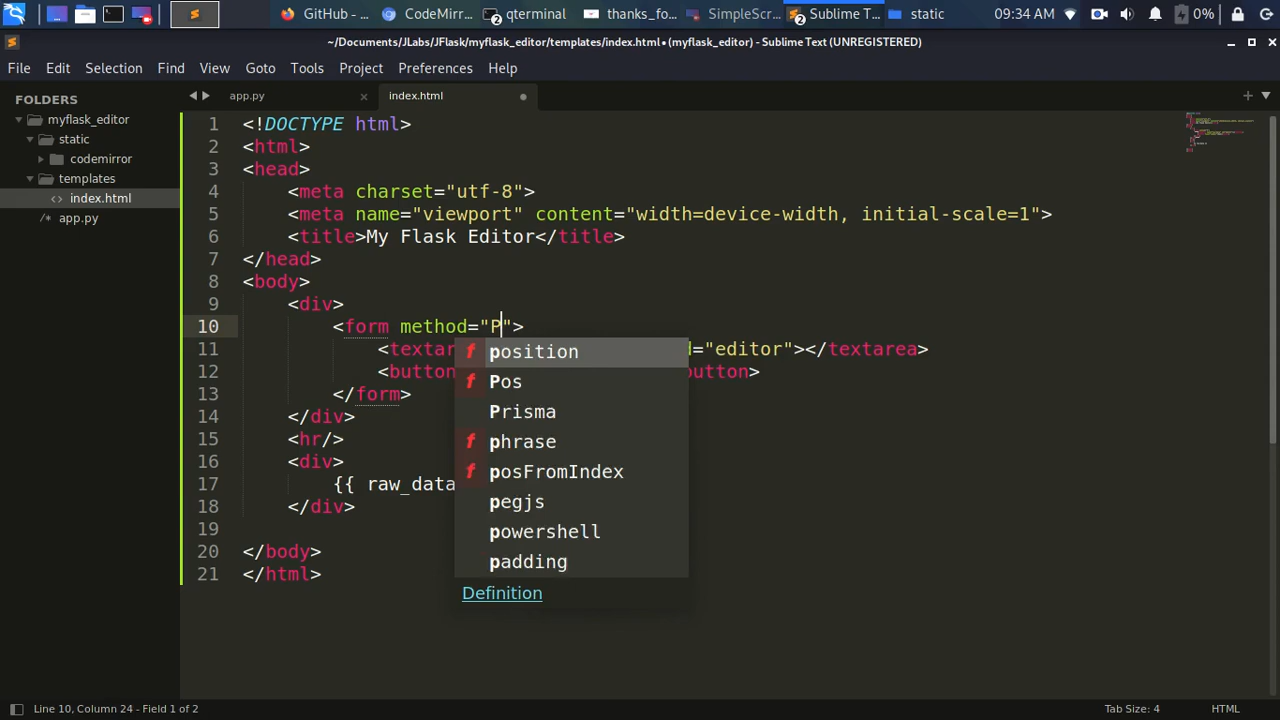 GitHub - …
CodeMirr…
qterminal
thanks_fo…
SimpleScr…
Sublime T…
static
09:34 AM
0%
~/Documents/JLabs/JFlask/myflask_editor/templates/index.html • (myflask_editor) - Sublime Text (UNREGISTERED)
File Edit Selection Find View Goto Tools Project Preferences Help
FOLDERS
myflask_editor
static
codemirror
templates
index.html
app.py
app.py
index.html
1 <!DOCTYPE html>
2 <html>
3 <head>
4 <meta charset="utf-8">
5 <meta name="viewport" content="width=device-width, initial-scale=1">
6 <title>My Flask Editor</title>
7 </head>
8 <body>
9 <div>
10 <form method="P">
11 <textar d="editor"></textarea>
12 <button button>
13 </form>
14 </div>
15 <hr/>
16 <div>
17 {{ raw_data
18 </div>
19
20 </body>
21 </html>
f position
f Pos
Prisma
f phrase
f posFromIndex
pegjs
powershell
padding
Definition
Line 10, Column 24 - Field 1 of 2
Tab Size: 4
HTML